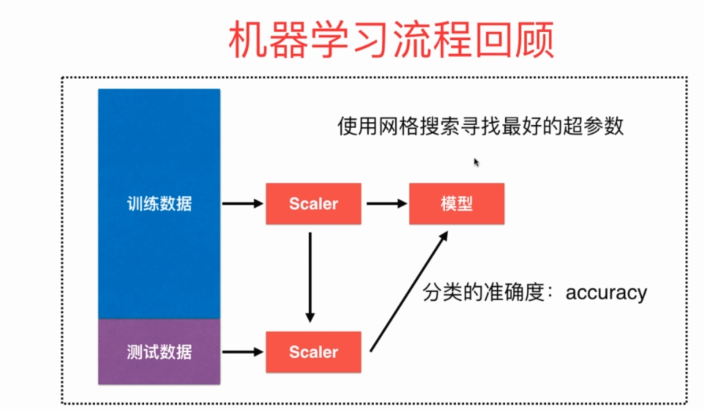 机器学习流程回顾
使用网格搜索寻找最好的超参数
训练数据
Scaler
模型
分类的准确度：accuracy
测试数据
Scaler